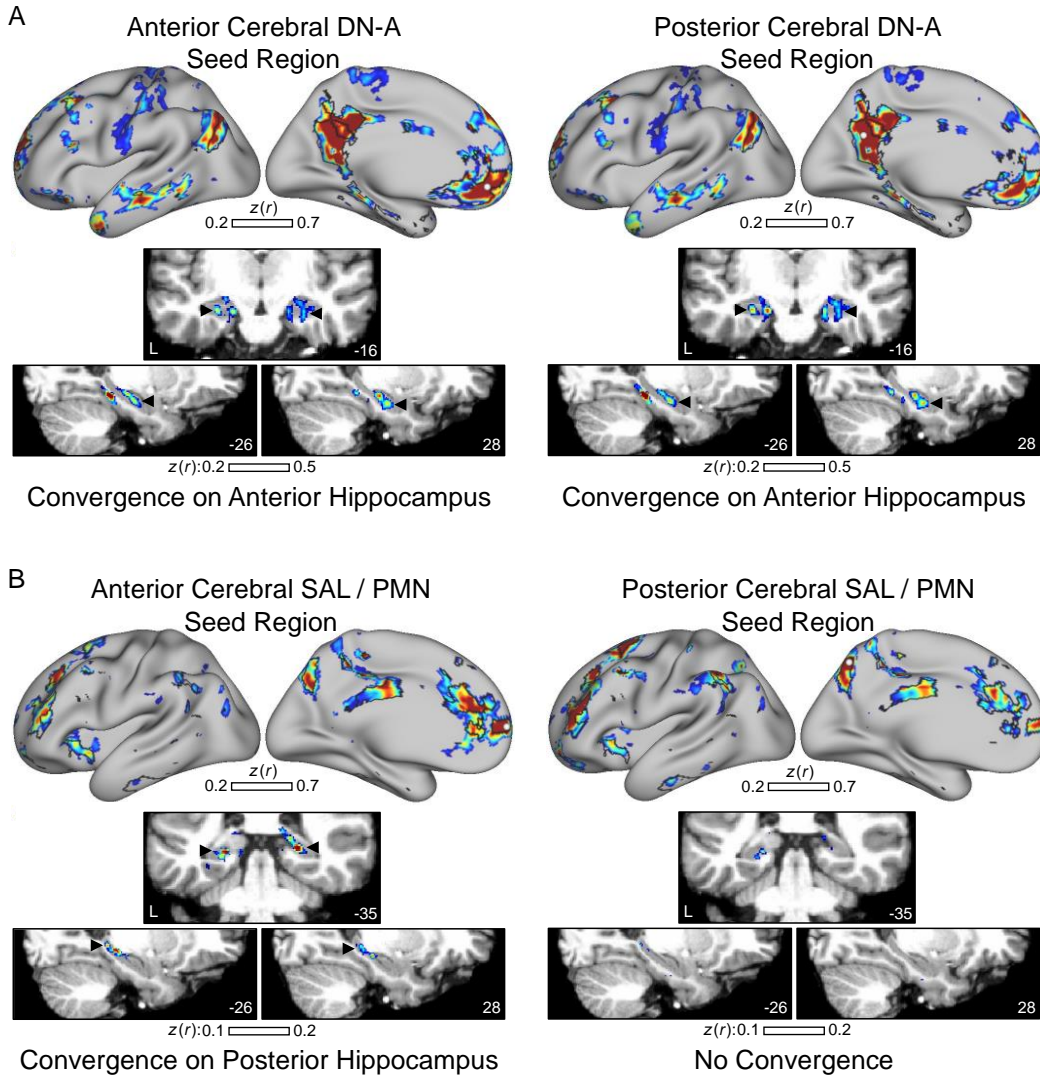 A
Anterior Cerebral DN-A
Seed Region
z(r)
0.2 0.7
L
-16
-26
28
z(r):0.2 0.5
Convergence on Anterior Hippocampus
Posterior Cerebral DN-A
Seed Region
z(r)
0.2 0.7
L
-16
-26
28
z(r):0.2 0.5
Convergence on Anterior Hippocampus
B
Anterior Cerebral SAL / PMN
Seed Region
z(r)
0.2 0.7
L
-35
-26
28
z(r):0.1 0.2
Convergence on Posterior Hippocampus
Posterior Cerebral SAL / PMN
Seed Region
z(r)
0.2 0.7
L
-35
-26
28
z(r):0.1 0.2
No Convergence